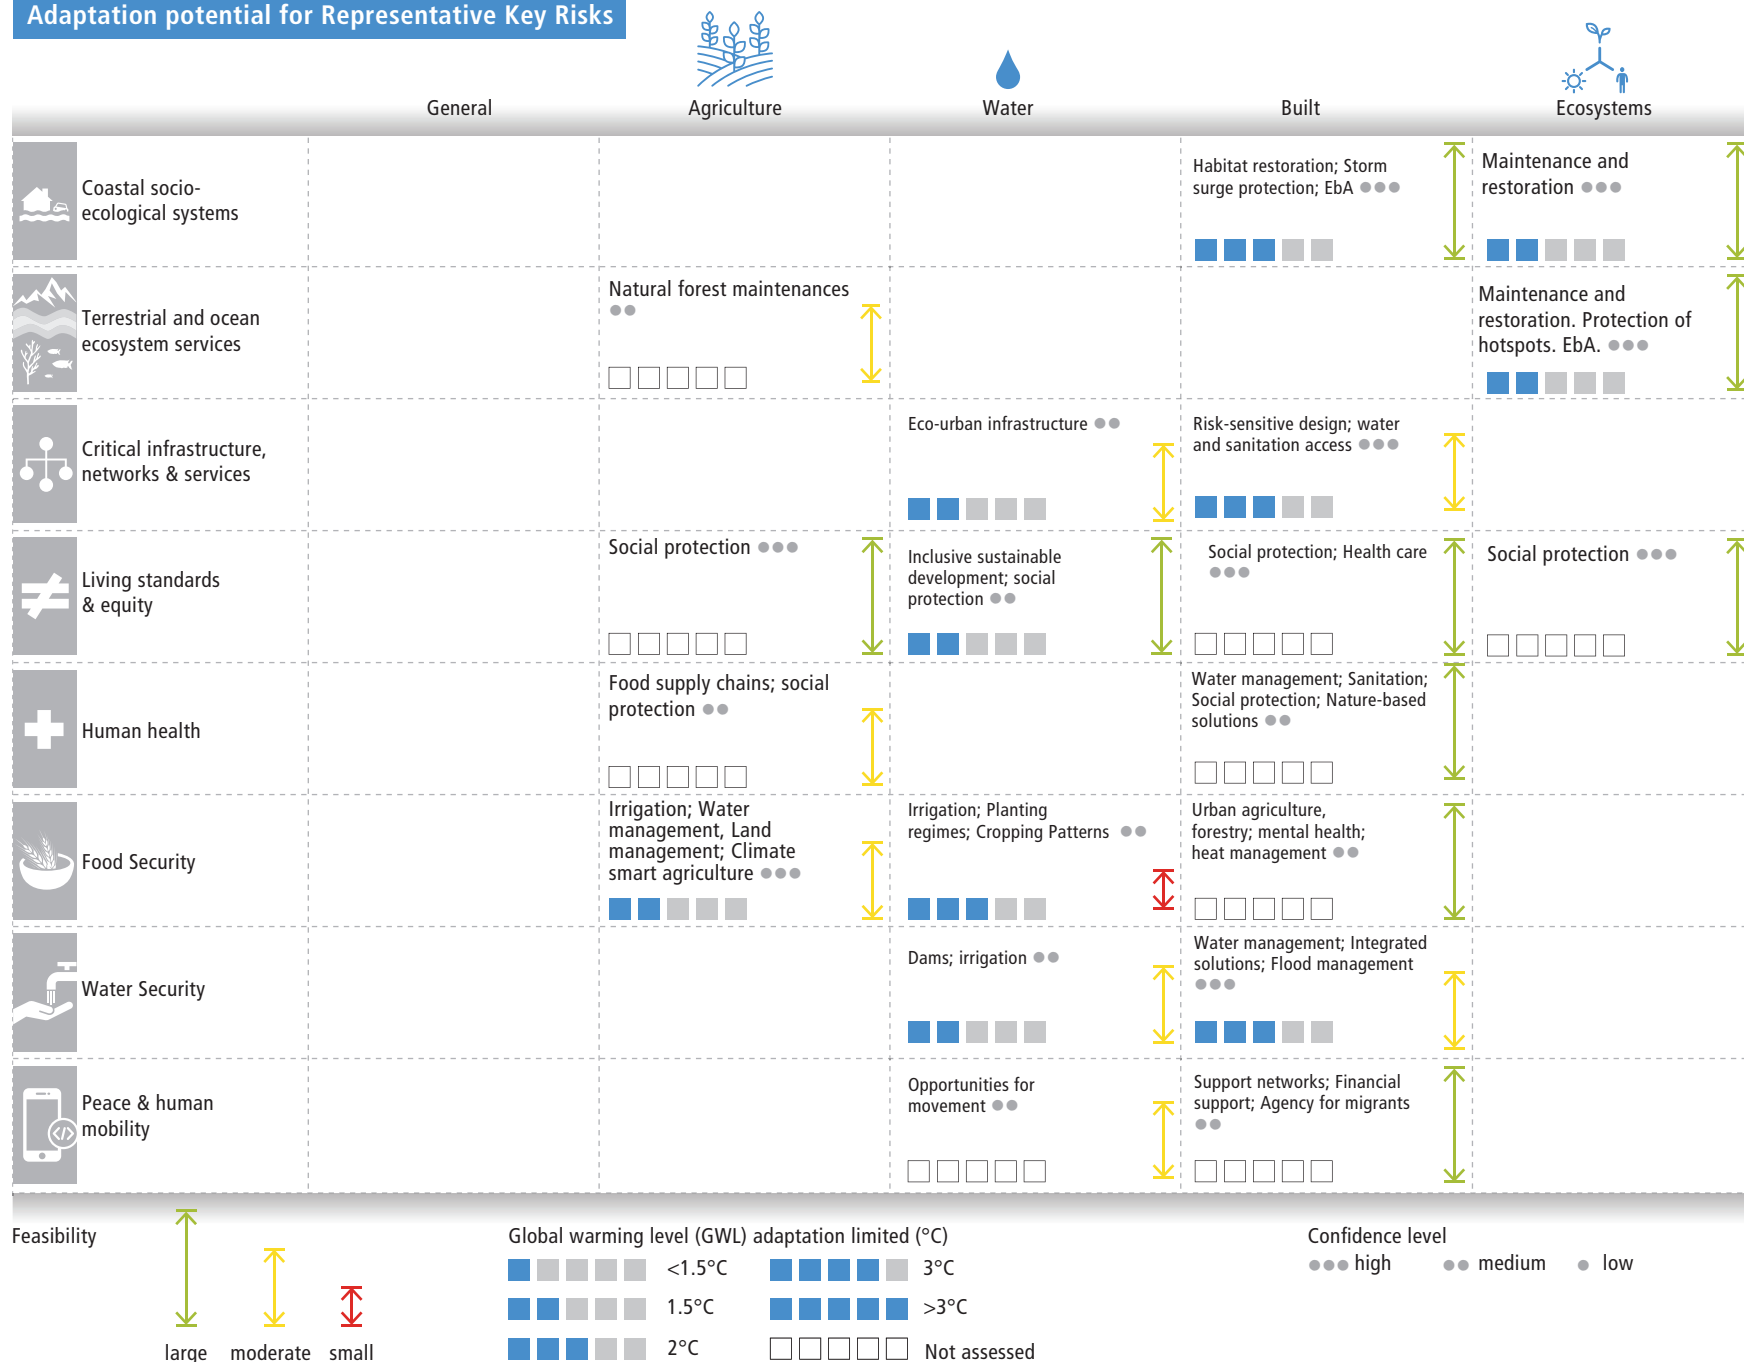 Adaptation potential for Representative Key Risks
General
Agriculture
Water
Built
Ecosystems
Coastal socio-
ecological systems
Habitat restoration; Storm
surge protection; EbA
Maintenance and
restoration
Terrestrial and ocean
ecosystem services
Natural forest maintenances
Maintenance and
restoration. Protection of
hotspots. EbA.
Critical infrastructure,
networks & services
Eco-urban infrastructure
Risk-sensitive design; water
and sanitation access
Living standards
& equity
Social protection
Inclusive sustainable
development; social
protection
Social protection; Health care
Social protection
Human health
Food supply chains; social
protection
Water management; Sanitation;
Social protection; Nature-based
solutions
Food Security
Irrigation; Water
management, Land
management; Climate
smart agriculture
Irrigation; Planting
regimes; Cropping Patterns
Urban agriculture,
forestry; mental health;
heat management
Water Security
Dams; irrigation
Water management; Integrated
solutions; Flood management
Peace & human
mobility
</>
Opportunities for
movement
Support networks; Financial
support; Agency for migrants
Feasibility
large
moderate
small
Global warming level (GWL) adaptation limited (°C)
<1.5°C
3°C
1.5°C
>3°C
2°C
Not assessed
Confidence level
high
medium
low